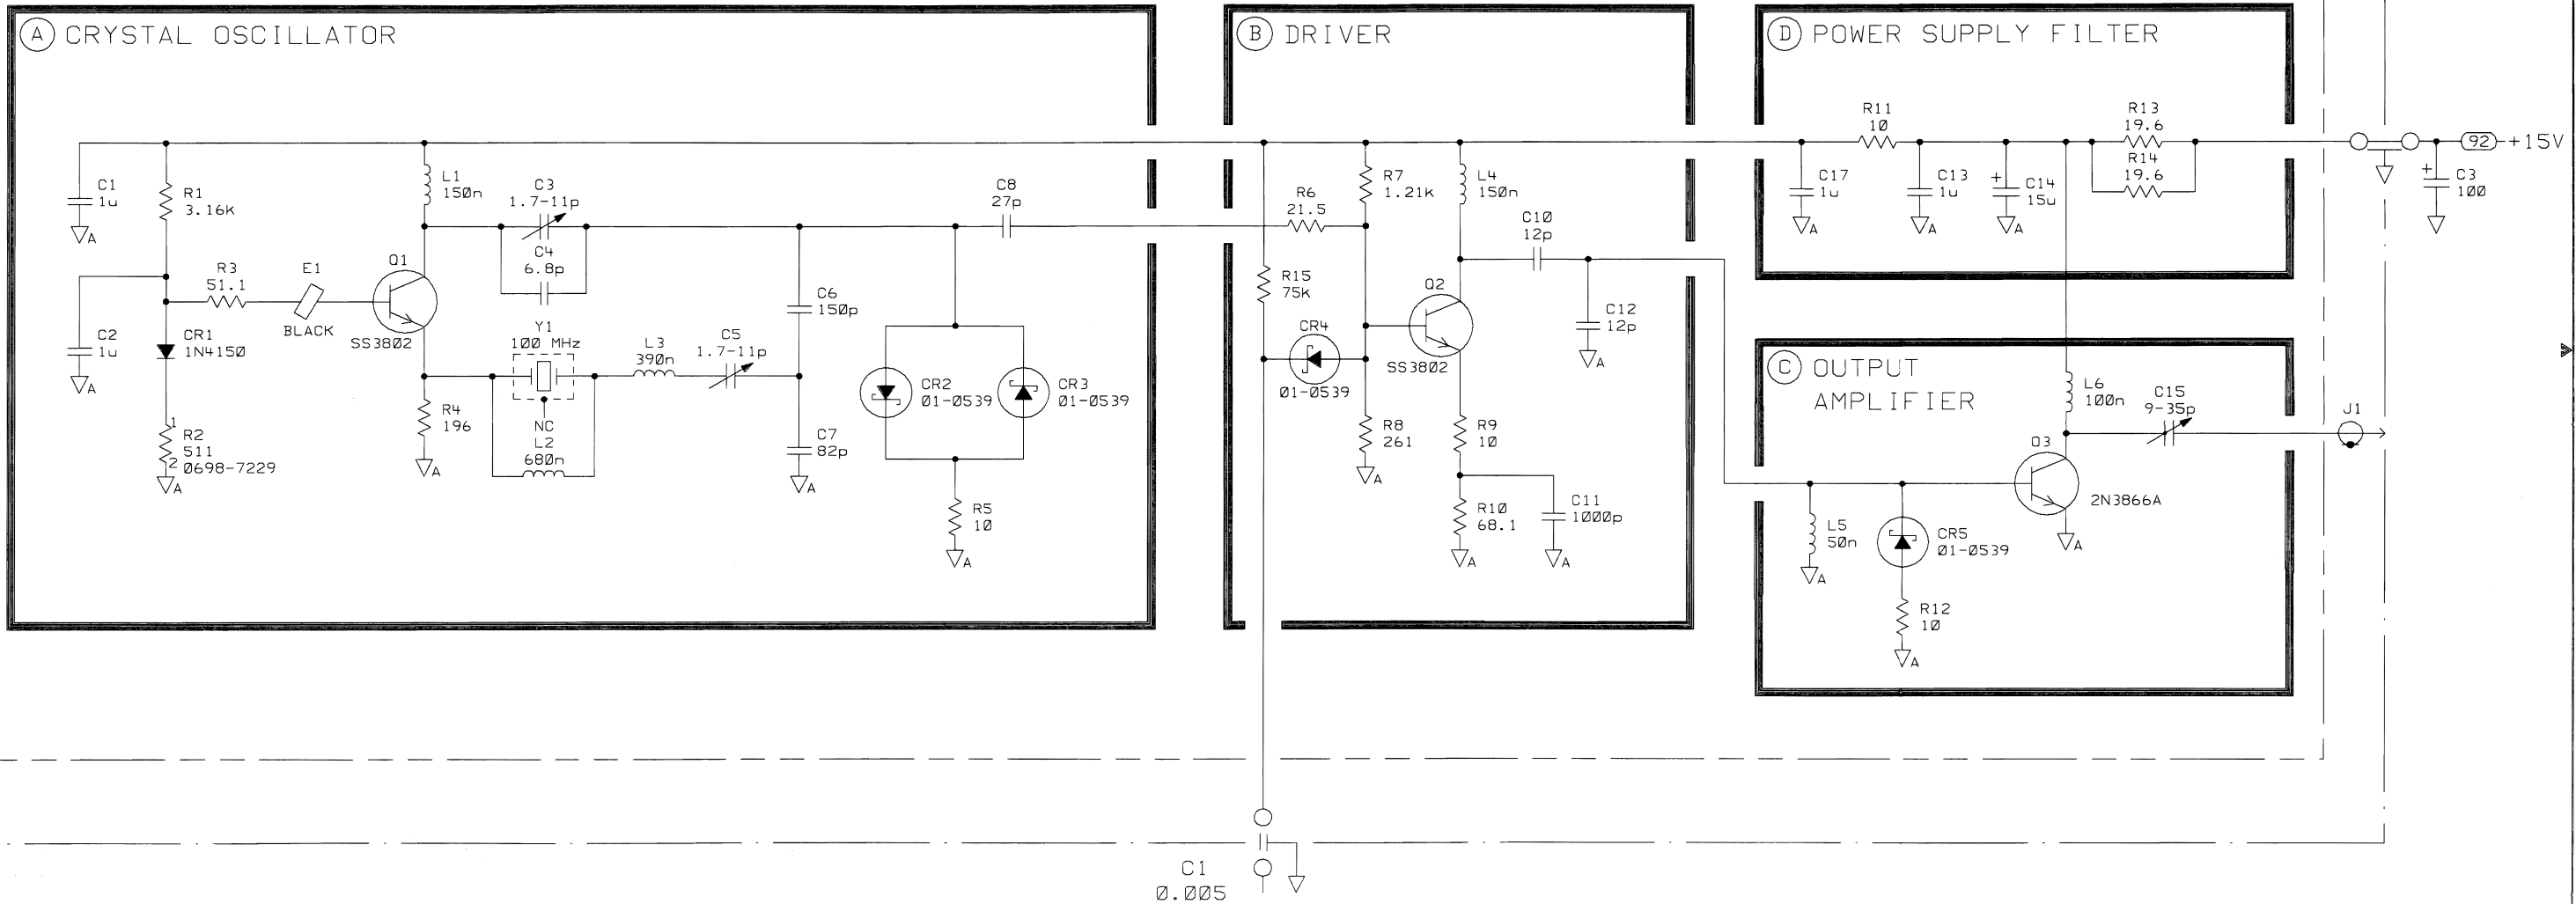 A CRYSTAL OSCILLATOR
C1
1u
A
R1
3.16K
C2
1u
A
CR1
1N4150
1
R2
511
2
0698-7229
A
R3
51.1
E1
BLACK
Q1
SS3802
L1
150n
C3
1.7-11p
C4
6.8p
R4
196
A
Y1
100 MHz
NC
L2
680n
L3
390n
C5
1.7-11p
C6
150p
C7
82p
A
C8
27p
CR2
01-0539
CR3
01-0539
R5
10
A
B DRIVER
R6
21.5
R7
1.21K
R15
75K
CR4
01-0539
R8
261
A
L4
150n
Q2
SS3802
R9
10
R10
68.1
A
C11
1000p
A
C10
12p
C12
12p
A
D POWER SUPPLY FILTER
C17
1u
A
R11
10
C13
1u
A
+
C14
15u
A
R13
19.6
R14
19.6
92
+15V
+
C3
100
C OUTPUT
AMPLIFIER
L5
50n
A
CR5
01-0539
R12
10
A
Q3
2N3866A
A
L6
100n
C15
9-35p
J1
C1
0.005